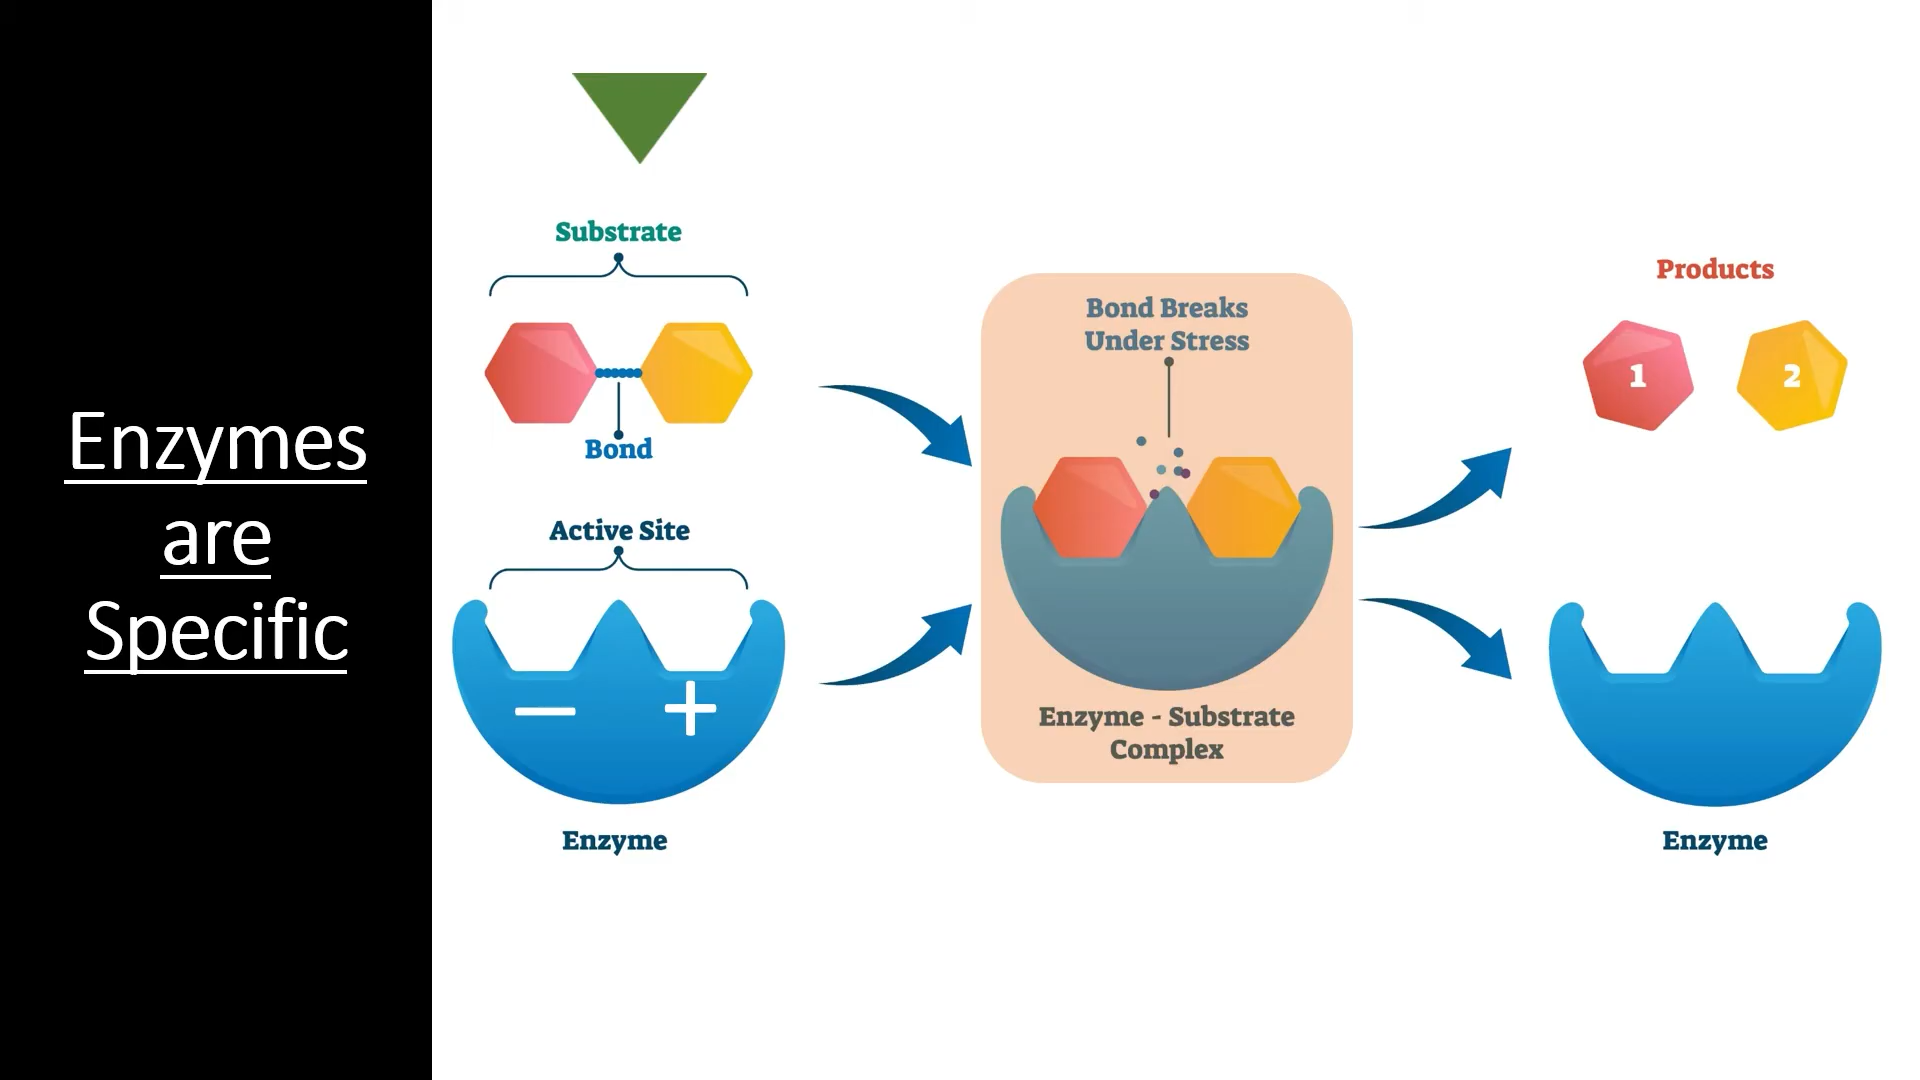 Enzymes
are
Specific
Substrate
Bond
Active Site
− +
Enzyme
Bond Breaks
Under Stress
Enzyme - Substrate
Complex
Products
1 2
Enzyme